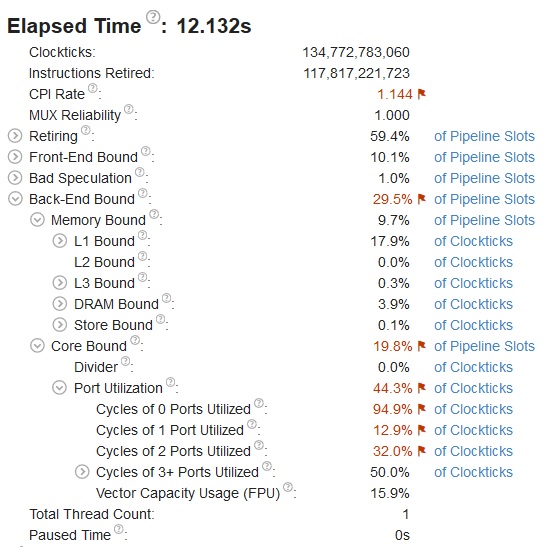 Elapsed Time ?: 12.132s
Clockticks: 134,772,783,060
Instructions Retired: 117,817,221,723
CPI Rate ?: 1.144
MUX Reliability ?: 1.000
Retiring ?: 59.4% of Pipeline Slots
Front-End Bound ?: 10.1% of Pipeline Slots
Bad Speculation ?: 1.0% of Pipeline Slots
Back-End Bound ?: 29.5% of Pipeline Slots
Memory Bound ?: 9.7% of Pipeline Slots
L1 Bound ?: 17.9% of Clockticks
L2 Bound ?: 0.0% of Clockticks
L3 Bound ?: 0.3% of Clockticks
DRAM Bound ?: 3.9% of Clockticks
Store Bound ?: 0.1% of Clockticks
Core Bound ?: 19.8% of Pipeline Slots
Divider ?: 0.0% of Clockticks
Port Utilization ?: 44.3% of Clockticks
Cycles of 0 Ports Utilized ?: 94.9% of Clockticks
Cycles of 1 Port Utilized ?: 12.9% of Clockticks
Cycles of 2 Ports Utilized ?: 32.0% of Clockticks
Cycles of 3+ Ports Utilized ?: 50.0% of Clockticks
Vector Capacity Usage (FPU) ?: 15.9%
Total Thread Count: 1
Paused Time ?: 0s